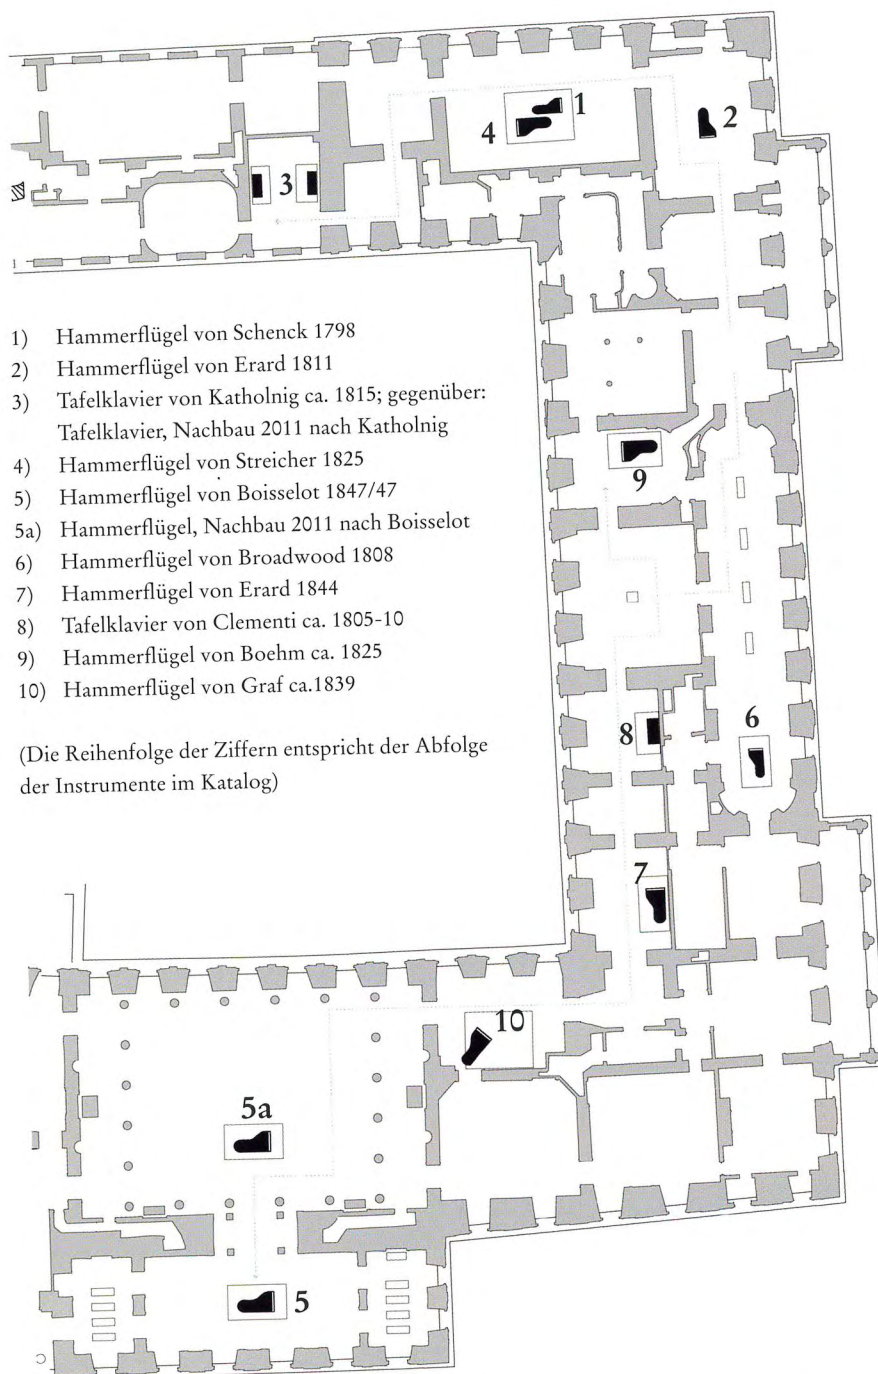 1
4
2
3
1
1) Hammerflügel von Schenck 1798
2) Hammerflügel von Erard 1811
3) Tafelklavier von Katholnig ca. 1815; gegenüber:
Tafelklavier, Nachbau 2011 nach Katholnig
4) Hammerflügel von Streicher 1825
5) Hammerflügel von Boisselot 1847/47
5a) Hammerflügel, Nachbau 2011 nach Boisselot
6) Hammerflügel von Broadwood 1808
7) Hammerflügel von Erard 1844
8) Tafelklavier von Clementi ca. 1805-10
9) Hammerflügel von Boehm ca. 1825
10) Hammerflügel von Graf ca.1839
(Die Reihenfolge der Ziffern entspricht der Abfolge
der Instrumente im Katalog)
9
8
6
7
10
5a
5